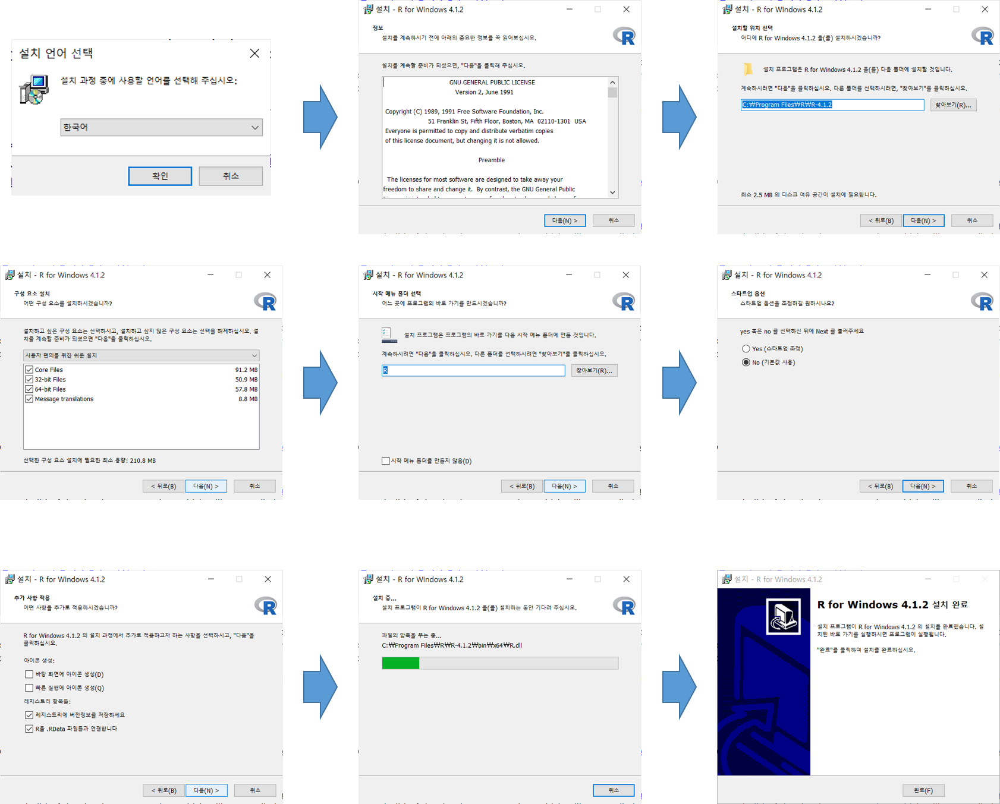 설치 언어 선택
설치 과정 중에 사용할 언어를 선택해 주십시오:
한국어
확인
취소
설치 - R for Windows 4.1.2
정보
설치를 계속하시기 전에 아래의 중요한 정보를 꼭 읽어보십시오.
설치를 계속할 준비가 되셨으면, "다음"을 클릭해 주십시오.
GNU GENERAL PUBLIC LICENSE
Version 2, June 1991
Copyright (C) 1989, 1991 Free Software Foundation, Inc.
51 Franklin St, Fifth Floor, Boston, MA  02110-1301  USA
Everyone is permitted to copy and distribute verbatim copies
of this license document, but changing it is not allowed.
Preamble
The licenses for most software are designed to take away your
freedom to share and change it.  By contrast, the GNU General Public
다음(N) >
취소
설치 - R for Windows 4.1.2
설치할 위치 선택
어디에 R for Windows 4.1.2 을(를) 설치하시겠습니까?
R
설치 프로그램은 R for Windows 4.1.2 을(를) 다음 폴더에 설치할 것입니다.
계속하시려면 "다음"을 클릭하십시오. 다른 폴더를 선택하시려면, "찾아보기"를 클릭하십시오.
C:₩Program Files₩R₩R-4.1.2
찾아보기(R)...
최소 2.5 MB 의 디스크 여유 공간이 설치에 필요합니다.
< 뒤로(B)
다음(N) >
취소
설치 - R for Windows 4.1.2
구성 요소 설치
어떤 구성 요소를 설치하시겠습니까?
R
설치하고 싶은 구성 요소는 선택하시고, 설치하고 싶지 않은 구성 요소는 선택을 해제하십시오. 설
치를 계속할 준비가 되셨으면 "다음"을 클릭하십시오.
사용자 편의를 위한 쉬운 설치
Core Files 91.2 MB
32-bit Files 50.9 MB
64-bit Files 57.8 MB
Message translations 8.8 MB
선택한 구성 요소 설치에 필요한 최소 용량: 210.8 MB
< 뒤로(B)
다음(N) >
취소
설치 - R for Windows 4.1.2
시작 메뉴 폴더 선택
어느 곳에 프로그램의 바로 가기를 만드시겠습니까?
R
설치 프로그램은 프로그램의 바로 가기를 다음 시작 메뉴 폴더에 만들 것입니다.
계속하시려면 "다음"을 클릭하십시오. 다른 폴더를 선택하시려면 "찾아보기"를 클릭하십시오.
R
찾아보기(R)...
시작 메뉴 폴더를 만들지 않음(D)
< 뒤로(B)
다음(N) >
취소
설치 - R for Windows 4.1.2
스타트업 옵션
스타트업 옵션을 조정하길 원하시나요?
R
yes 혹은 no 를 선택하신 뒤에 Next 를 눌러주세요
Yes (스타트업 조정)
No (기본값 사용)
< 뒤로(B)
다음(N) >
취소
설치 - R for Windows 4.1.2
추가 사항 적용
어떤 사항을 추가로 적용하시겠습니까?
R
R for Windows 4.1.2 의 설치 과정에서 추가로 적용하고자 하는 사항을 선택하시고, "다음"을
클릭하십시오.
아이콘 생성:
바탕 화면에 아이콘 생성(D)
빠른 실행에 아이콘 생성(Q)
레지스트리 항목들:
레지스트리에 버전정보를 저장하세요
R을 .RData 파일들과 연결합니다
< 뒤로(B)
다음(N) >
취소
설치 - R for Windows 4.1.2
설치 중...
설치 프로그램이 R for Windows 4.1.2 을(를) 설치하는 동안 기다려 주십시오.
R
파일의 압축을 푸는 중...
C:₩Program Files₩R₩R-4.1.2₩bin₩x64₩R.dll
취소
설치 - R for Windows 4.1.2
R for Windows 4.1.2 설치 완료
설치 프로그램이 R for Windows 4.1.2 의 설치를 완료했습니다. 설
치된 바로 가기를 실행하시면 프로그램이 실행됩니다.
"완료"를 클릭하여 설치를 완료하십시오.
완료(F)